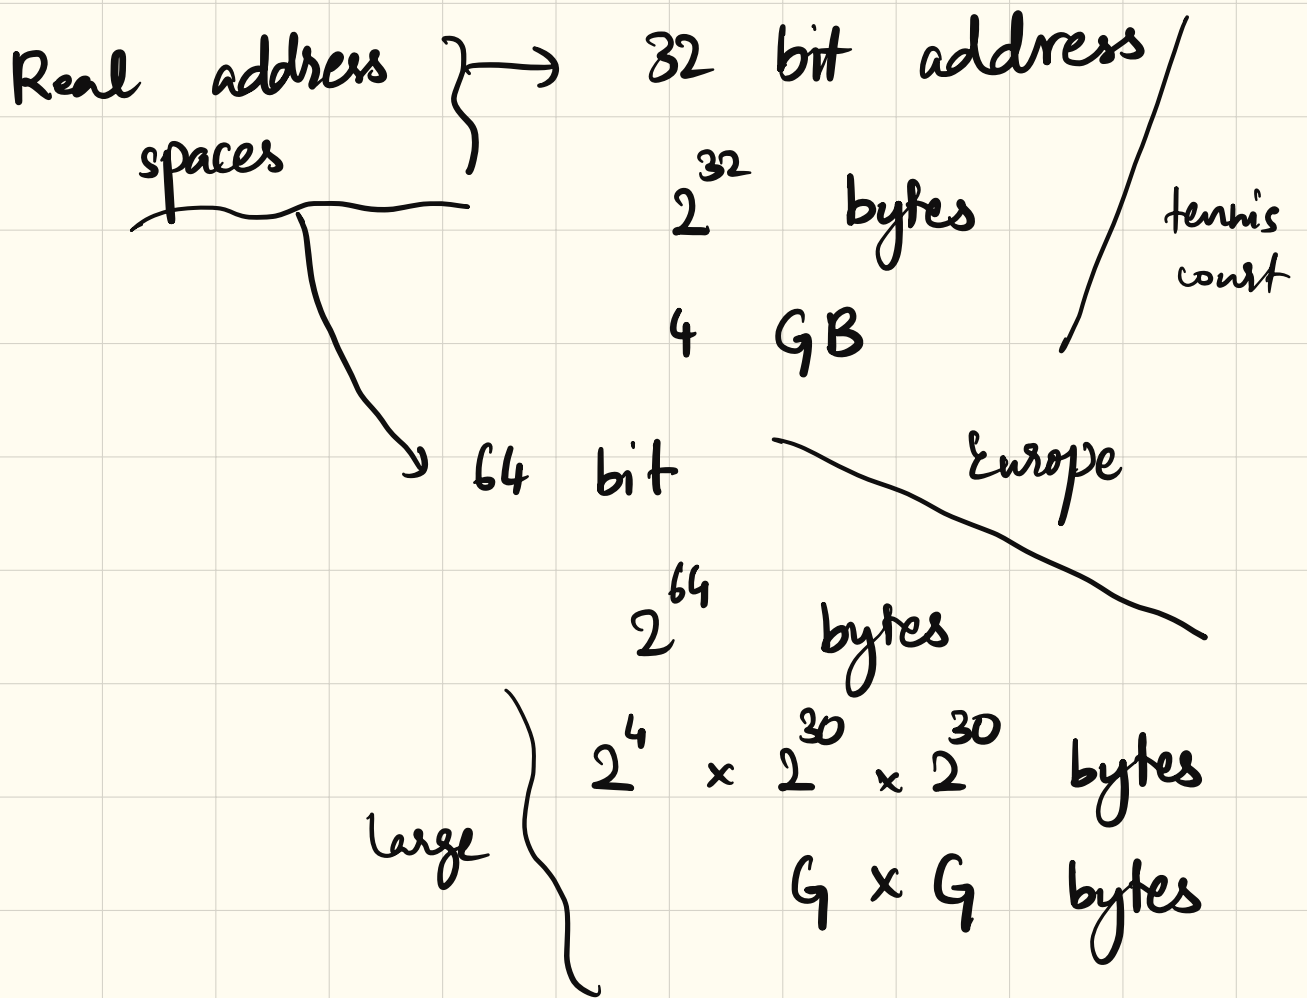 Real address
spaces
32 bit address
2^32 bytes
tennis
court
4 GB
64 bit
Europe
2^64 bytes
2^4 x 2^30 x 2^30 bytes
large
G x G bytes